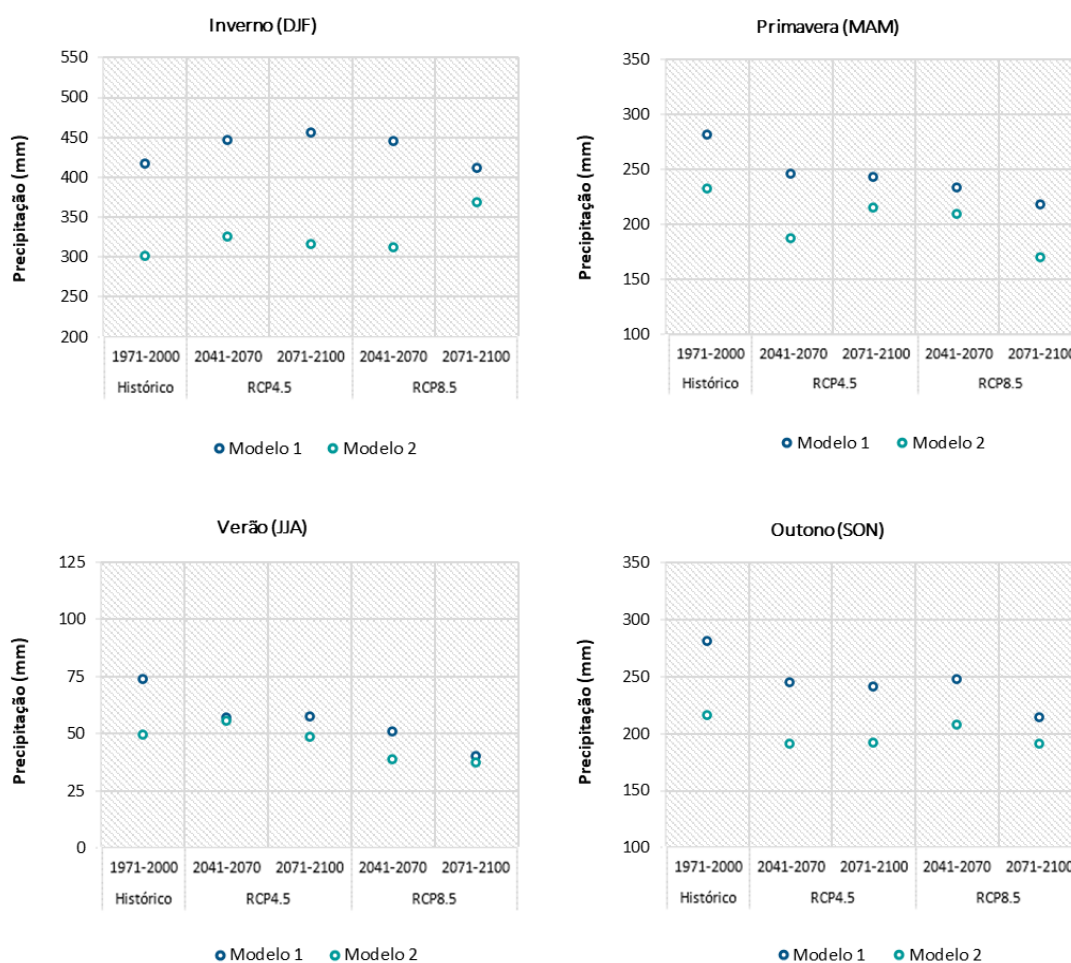 Inverno (DJF)
Precipitação (mm)
550
500
450
400
350
300
250
200
1971-2000 2041-2070 2071-2100 2041-2070 2071-2100
Histórico RCP4.5 RCP8.5
Modelo 1 Modelo 2
Primavera (MAM)
Precipitação (mm)
350
300
250
200
150
100
1971-2000 2041-2070 2071-2100 2041-2070 2071-2100
Histórico RCP4.5 RCP8.5
Modelo 1 Modelo 2
Verão (JJA)
Precipitação (mm)
125
100
75
50
25
0
1971-2000 2041-2070 2071-2100 2041-2070 2071-2100
Histórico RCP4.5 RCP8.5
Modelo 1 Modelo 2
Outono (SON)
Precipitação (mm)
350
300
250
200
150
100
1971-2000 2041-2070 2071-2100 2041-2070 2071-2100
Histórico RCP4.5 RCP8.5
Modelo 1 Modelo 2